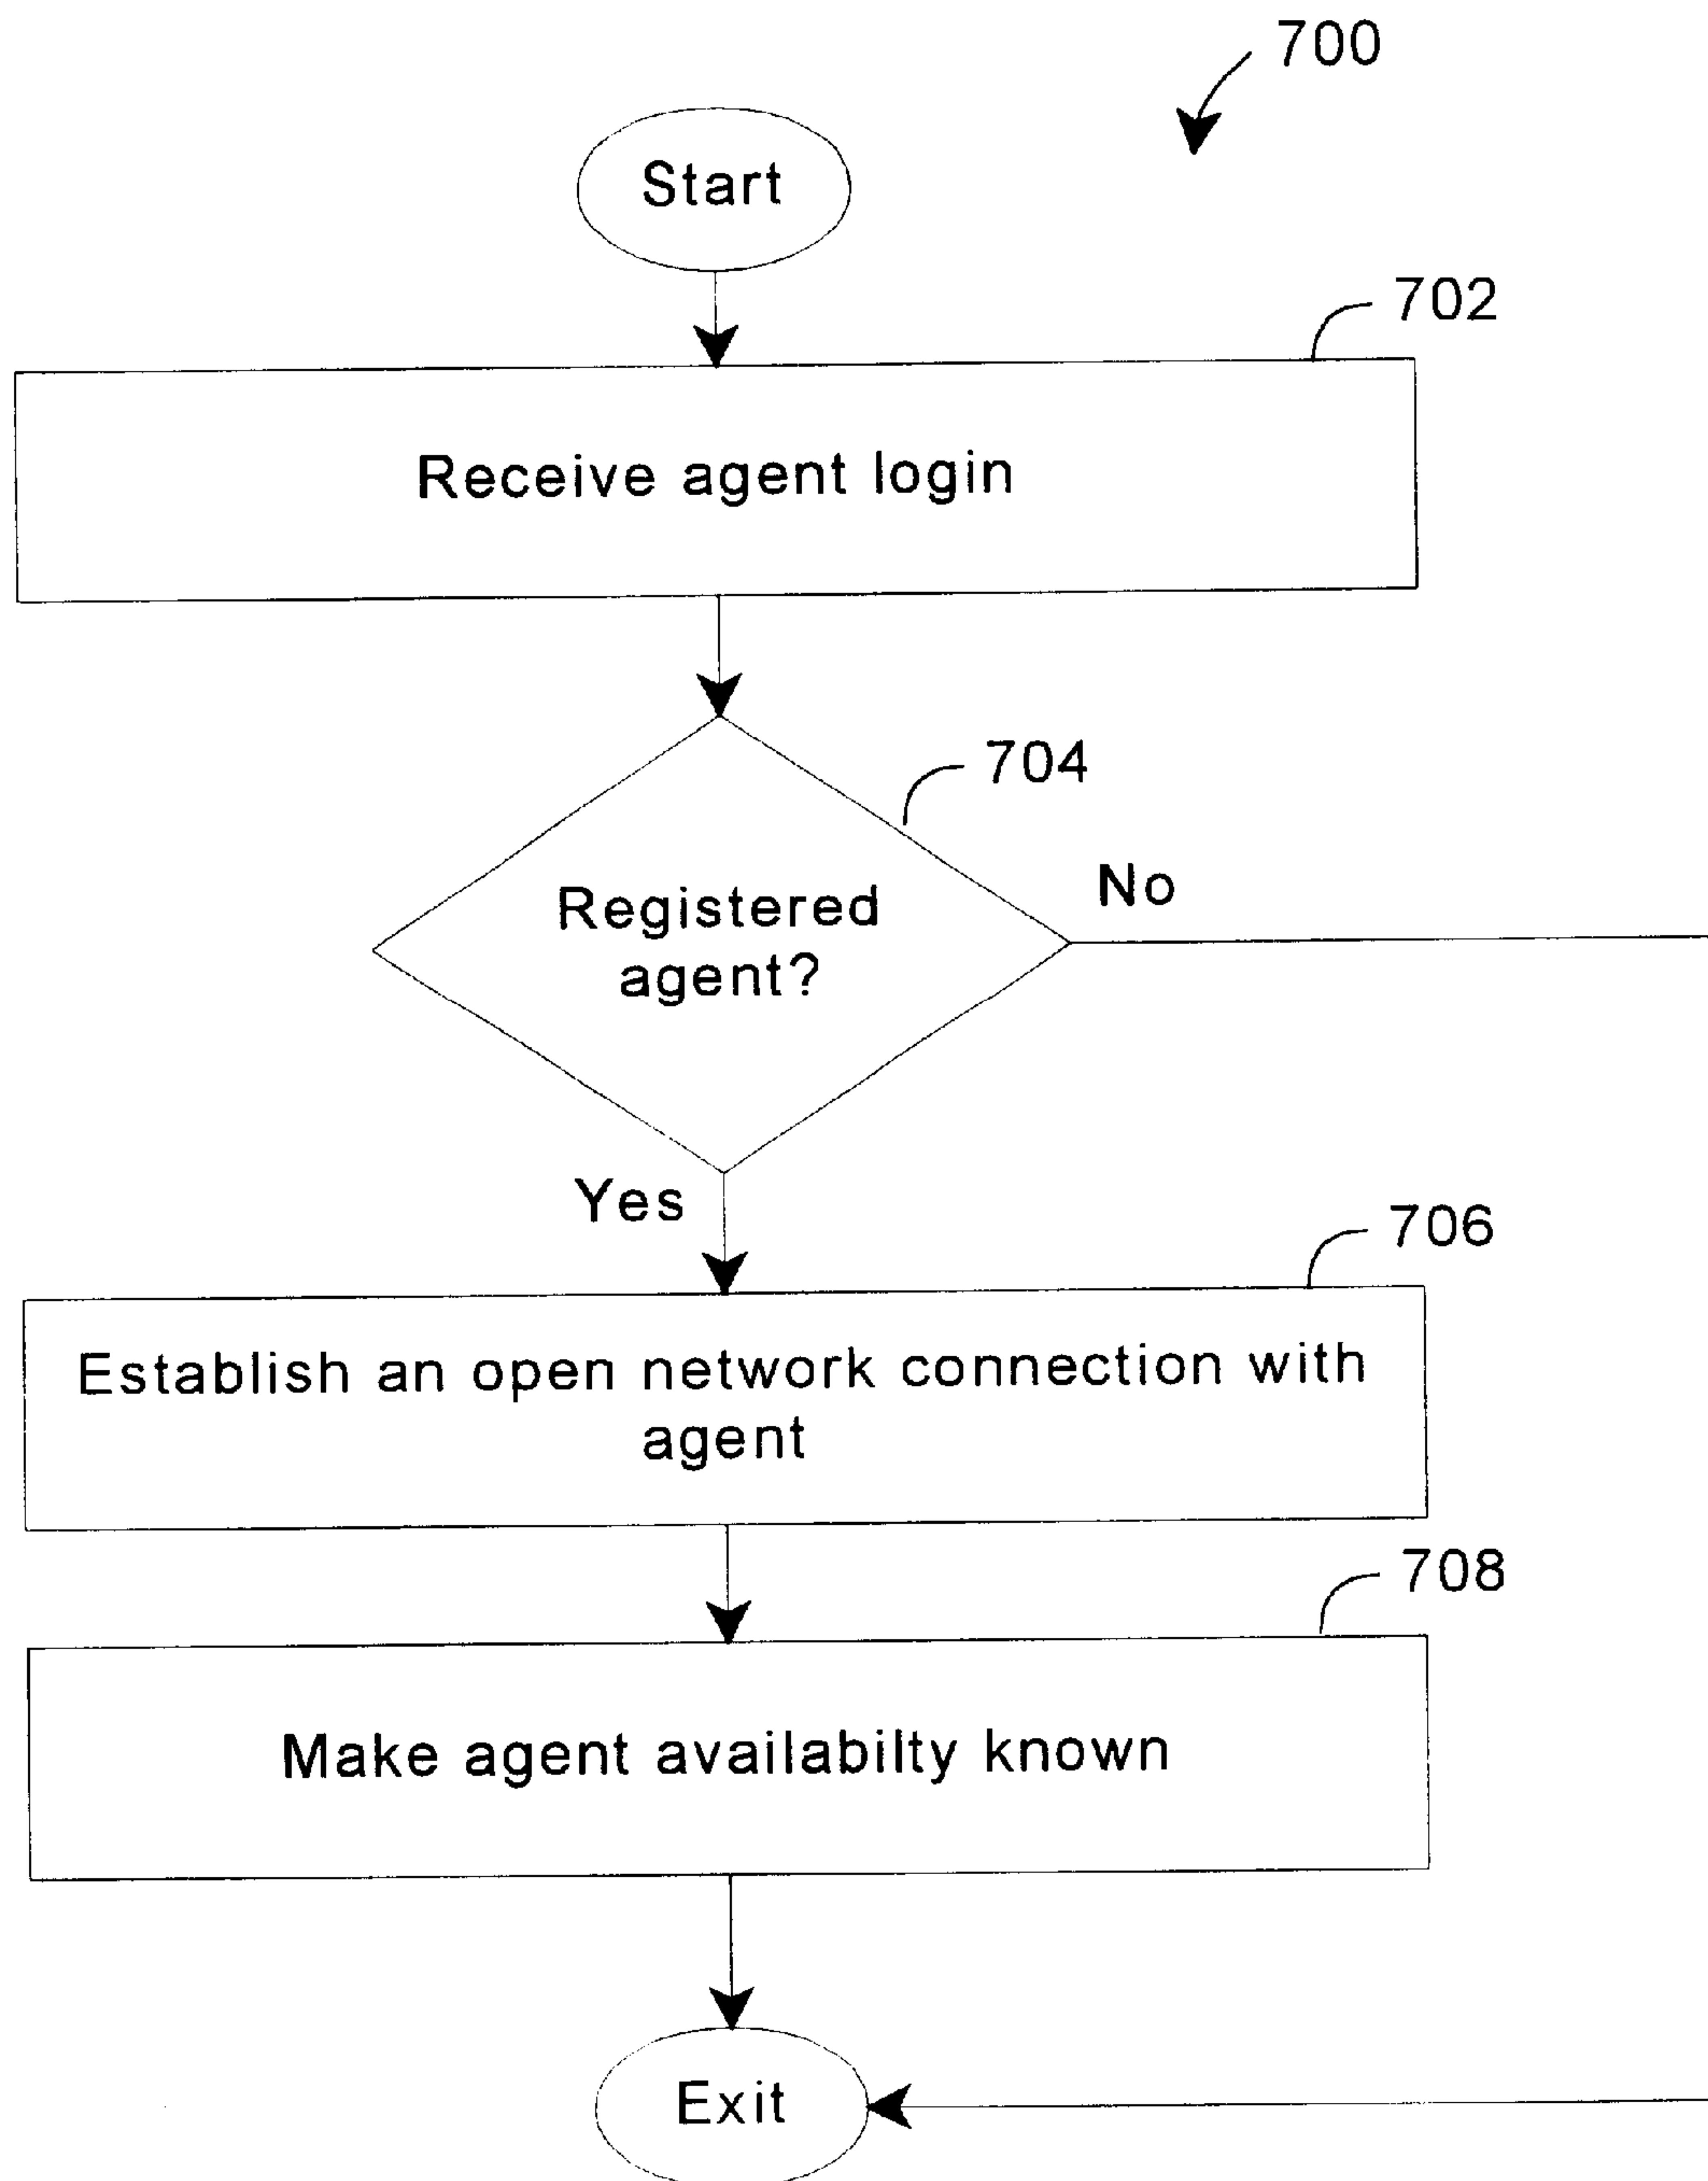 700
Start
702
Receive agent login
704
Registered
agent?
No
Yes
706
Establish an open network connection with
agent
708
Make agent availabilty known
Exit